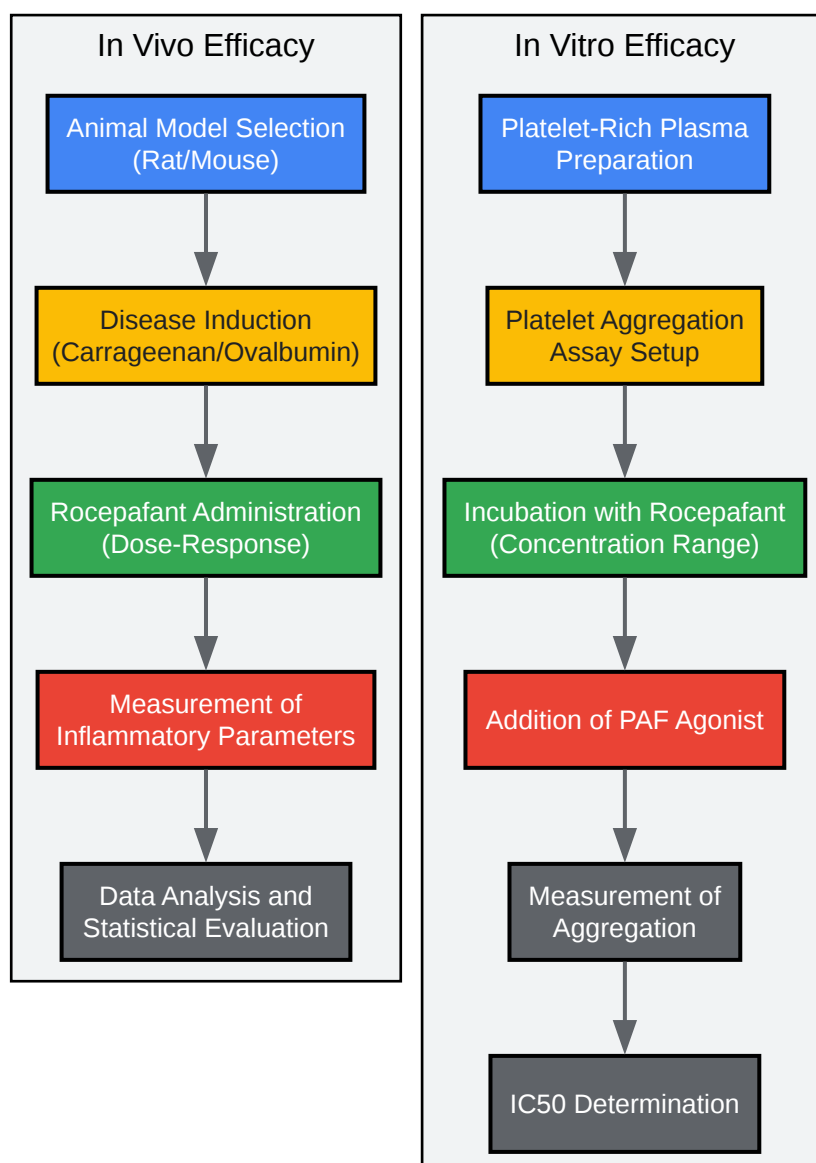 In Vivo Efficacy
Animal Model Selection
(Rat/Mouse)
Disease Induction
(Carrageenan/Ovalbumin)
Rocepafant Administration
(Dose-Response)
Measurement of
Inflammatory Parameters
Data Analysis and
Statistical Evaluation
In Vitro Efficacy
Platelet-Rich Plasma
Preparation
Platelet Aggregation
Assay Setup
Incubation with Rocepafant
(Concentration Range)
Addition of PAF Agonist
Measurement of
Aggregation
IC50 Determination